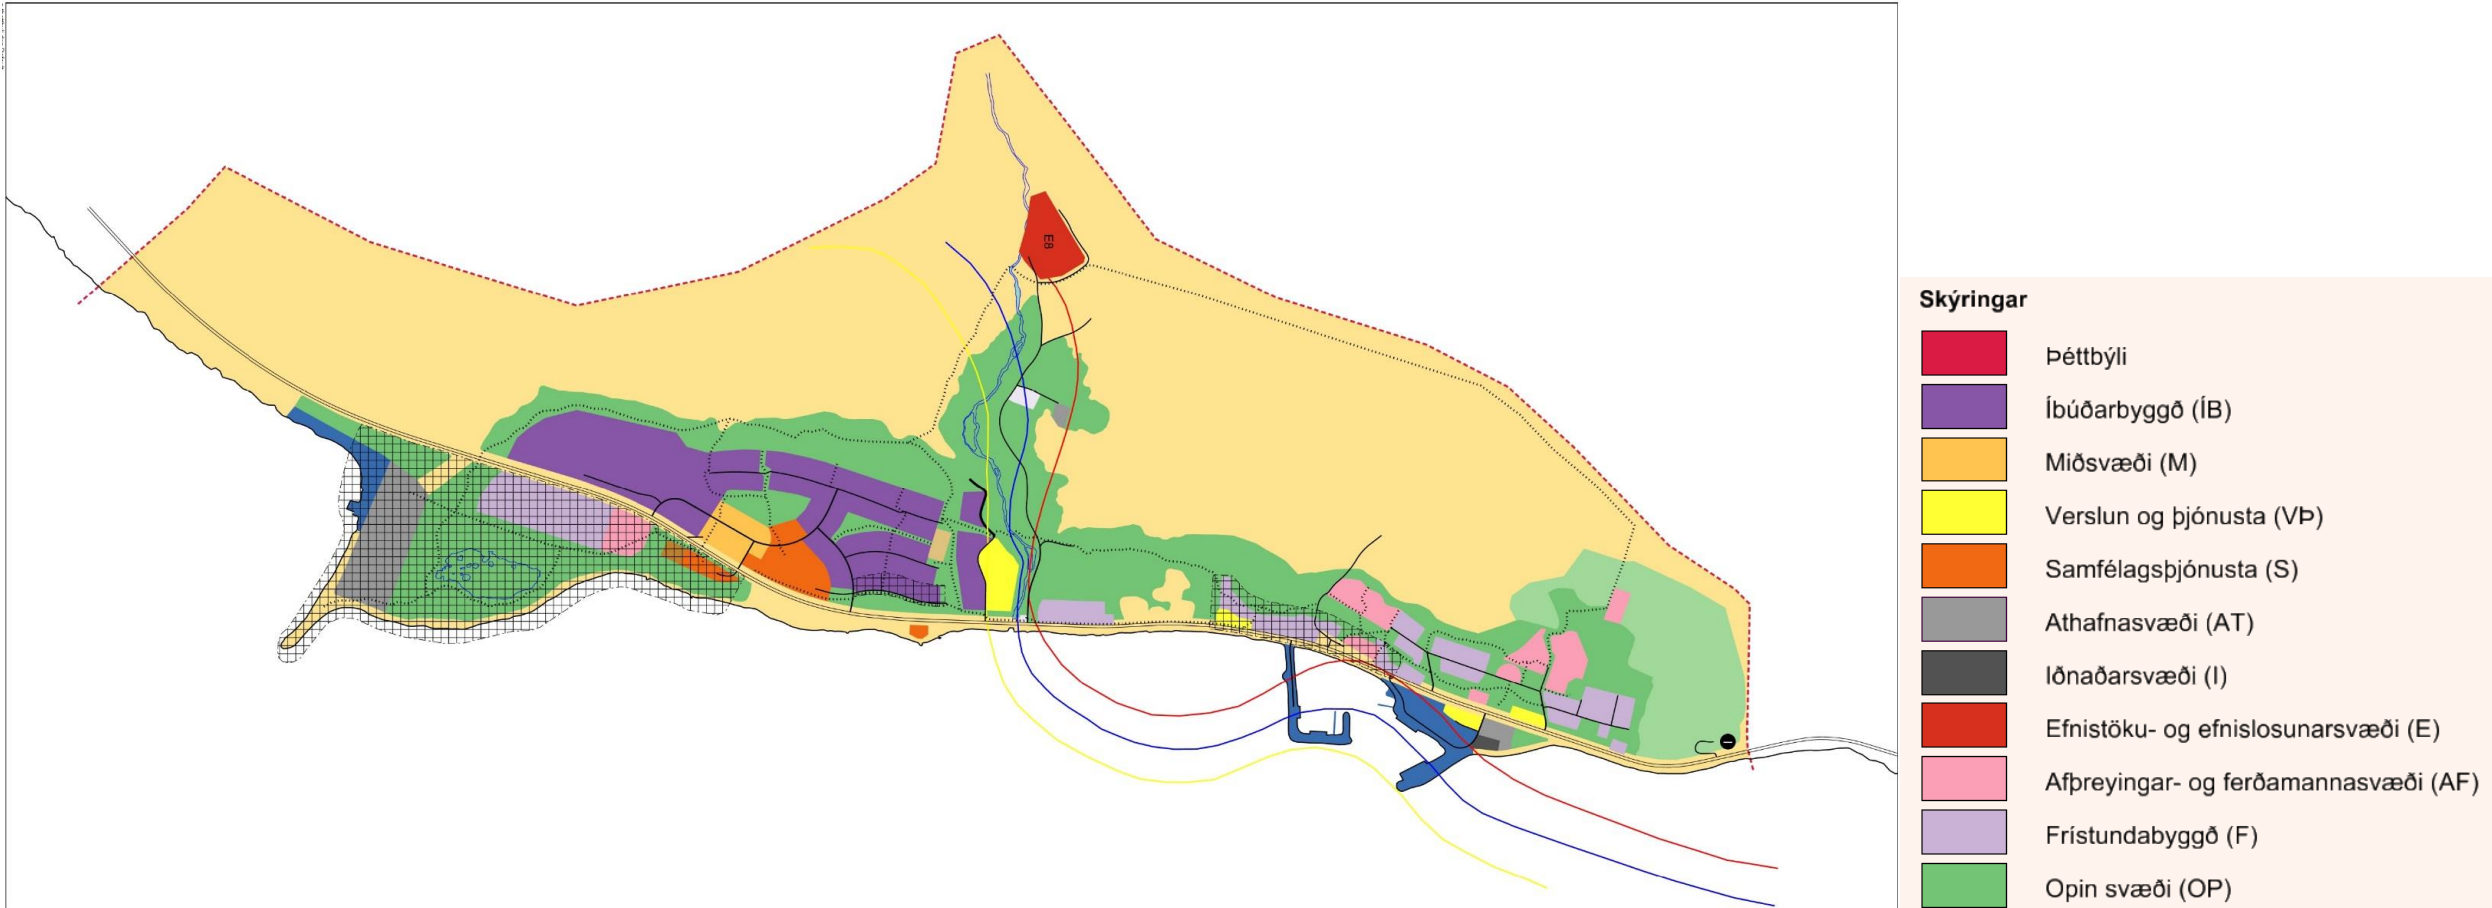 E8
Skýringar
Þéttbýli
Íbúðarbyggð (ÍB)
Miðsvæði (M)
Verslun og þjónusta (VÞ)
Samfélagsþjónusta (S)
Athafnasvæði (AT)
Iðnaðarsvæði (I)
Efnistöku- og efnislosunarsvæði (E)
Afþreyingar- og ferðamannasvæði (AF)
Frístundabyggð (F)
Opin svæði (OP)